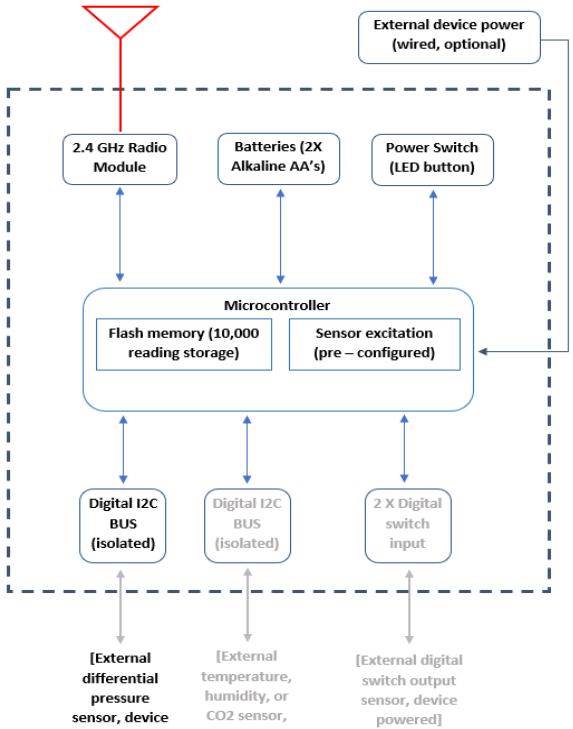 External device power
(wired, optional)
2.4 GHz Radio
Module
Batteries (2X
Alkaline AA’s)
Power Switch
(LED button)
Microcontroller
Flash memory (10,000
reading storage)
Sensor excitation
(pre – configured)
Digital I2C
BUS
(isolated)
Digital I2C
BUS
(isolated)
2 X Digital
switch
input
[External
differential
pressure
sensor, device
[External
temperature,
humidity, or
CO2 sensor,
[External digital
switch output
sensor, device
powered]